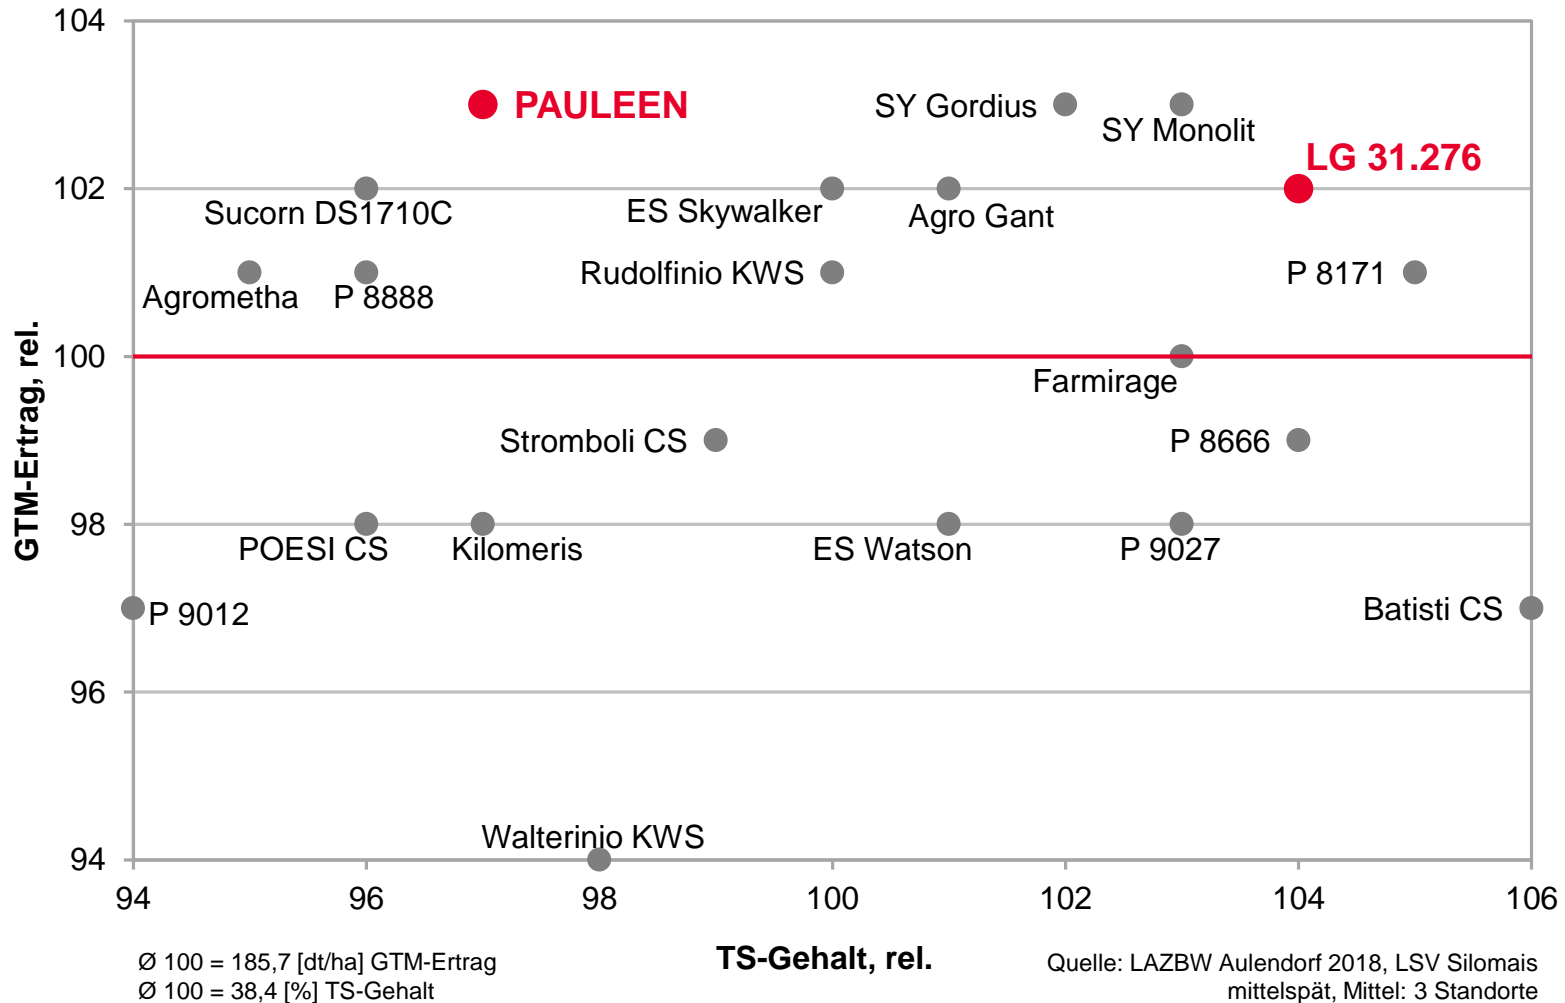 104
PAULEEN
SY Gordius
SY Monolit
LG 31.276
102
Sucorn DS1710C
ES Skywalker
Agro Gant
Agrometha
P 8888
Rudolfinio KWS
P 8171
GTM-Ertrag, rel.
100
Farmirage
Stromboli CS
P 8666
98
POESI CS
Kilomeris
ES Watson
P 9027
P 9012
Batisti CS
96
Walterinio KWS
94
94
96
98
100
102
104
106
TS-Gehalt, rel.
Ø 100 = 185,7 [dt/ha] GTM-Ertrag
Ø 100 = 38,4 [%] TS-Gehalt
Quelle: LAZBW Aulendorf 2018, LSV Silomais
mittelspät, Mittel: 3 Standorte